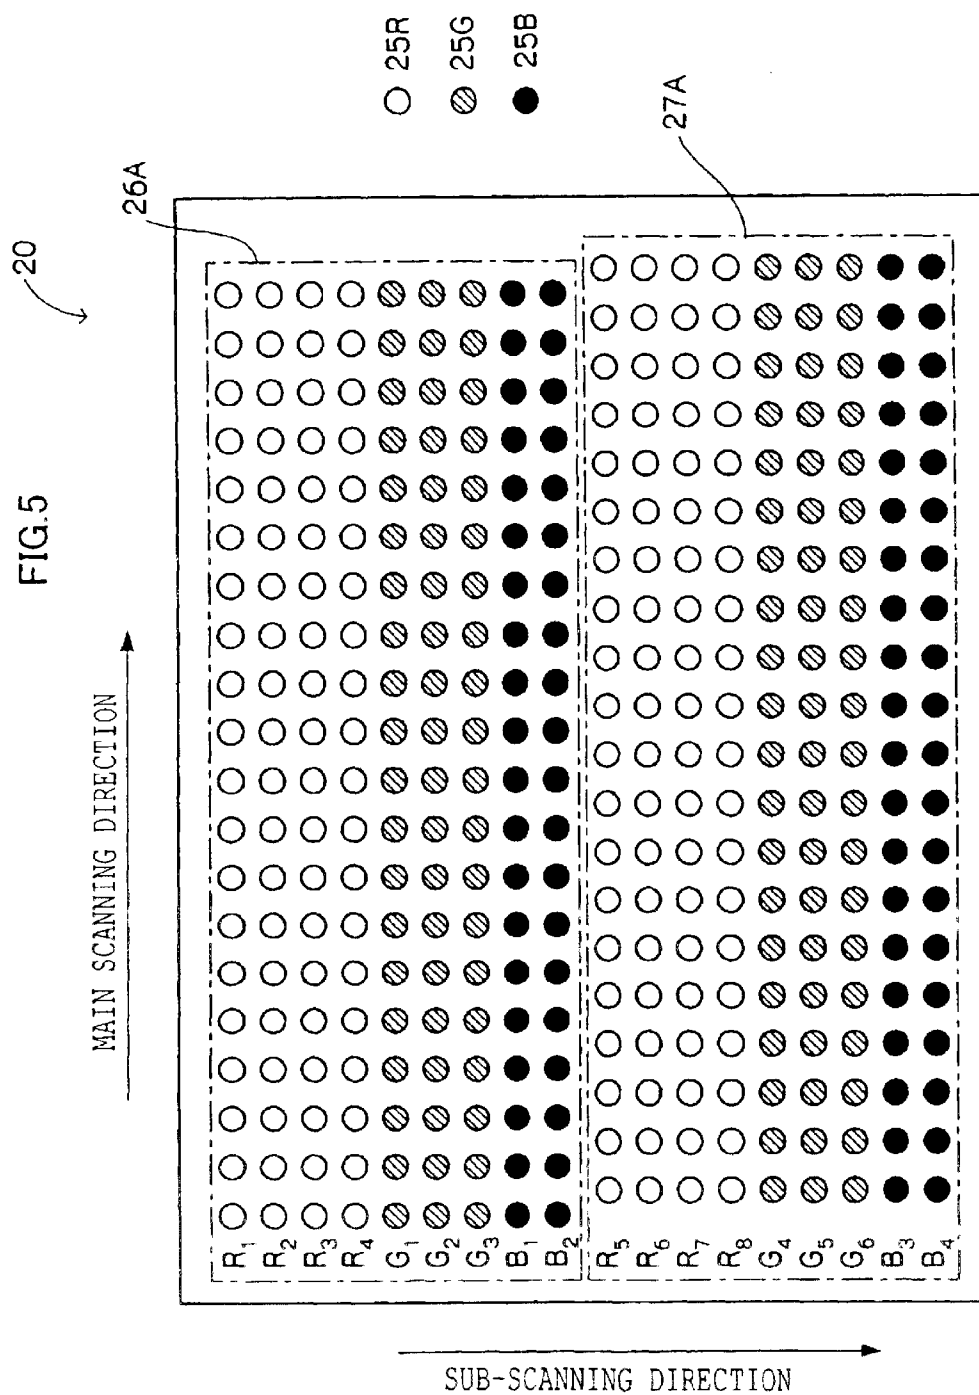 FIG.5
20
MAIN SCANNING DIRECTION
SUB-SCANNING DIRECTION
26A
27A
25R
25G
25B
R1
R2
R3
R4
G1
G2
G3
B1
B2
R5
R6
R7
R8
G4
G5
G6
B3
B4